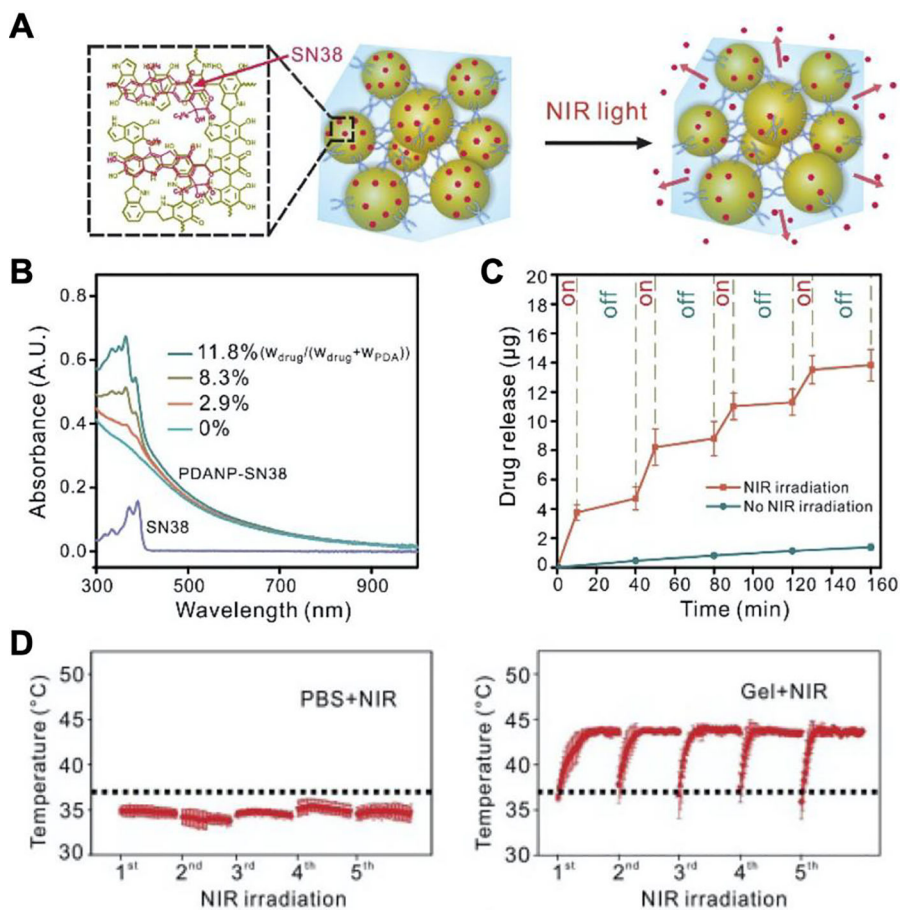 A
SN38
NIR light
B
Absorbance (A.U.)
0.8
0.6
0.4
0.2
0.0
11.8% (Wdrug/(Wdrug+WPDA))
8.3%
2.9%
0%
PDANP-SN38
SN38
300 500 700 900
Wavelength (nm)
C
Drug release (μg)
20
18
16
14
12
10
8
6
4
2
0
on off on off on off on off
NIR irradiation
No NIR irradiation
0 20 40 60 80 100 120 140 160
Time (min)
D
Temperature (°C)
50
45
40
35
30
PBS+NIR
1st 2nd 3rd 4th 5th
NIR irradiation
Temperature (°C)
50
45
40
35
30
Gel+NIR
1st 2nd 3rd 4th 5th
NIR irradiation